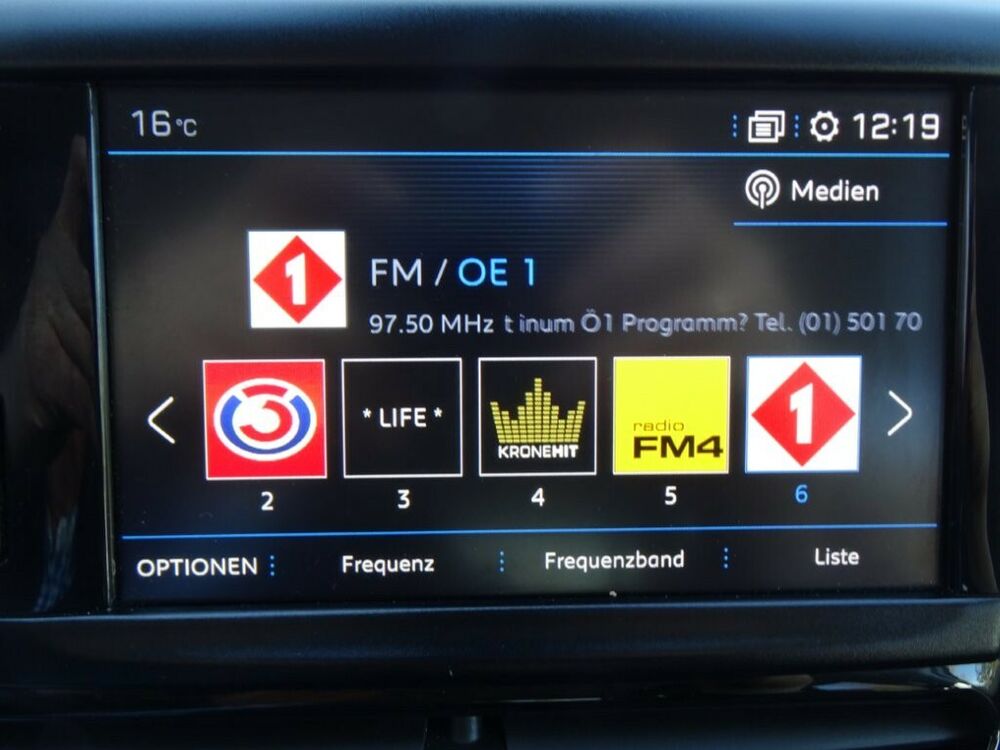 16°C
12:19
Medien
1
FM / OE 1
97.50 MHz t inum Ö1 Programm? Tel. (01) 501 70
3
* LIFE *
KRONEHIT
radio
FM4
1
2 3 4 5 6
OPTIONEN Frequenz Frequenzband Liste